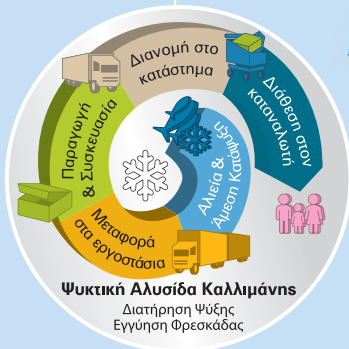 Διανομή στο
κατάστημα
Διάθεση στον
καταναλωτή
Παραγωγή
& Συσκευασία
Αλιεία &
Άμεση Κατάψυξη
Μεταφορά
στα εργοστάσια
Ψυκτική Αλυσίδα Καλλιμάνης
Διατήρηση Ψύξης
Εγγύηση Φρεσκάδας